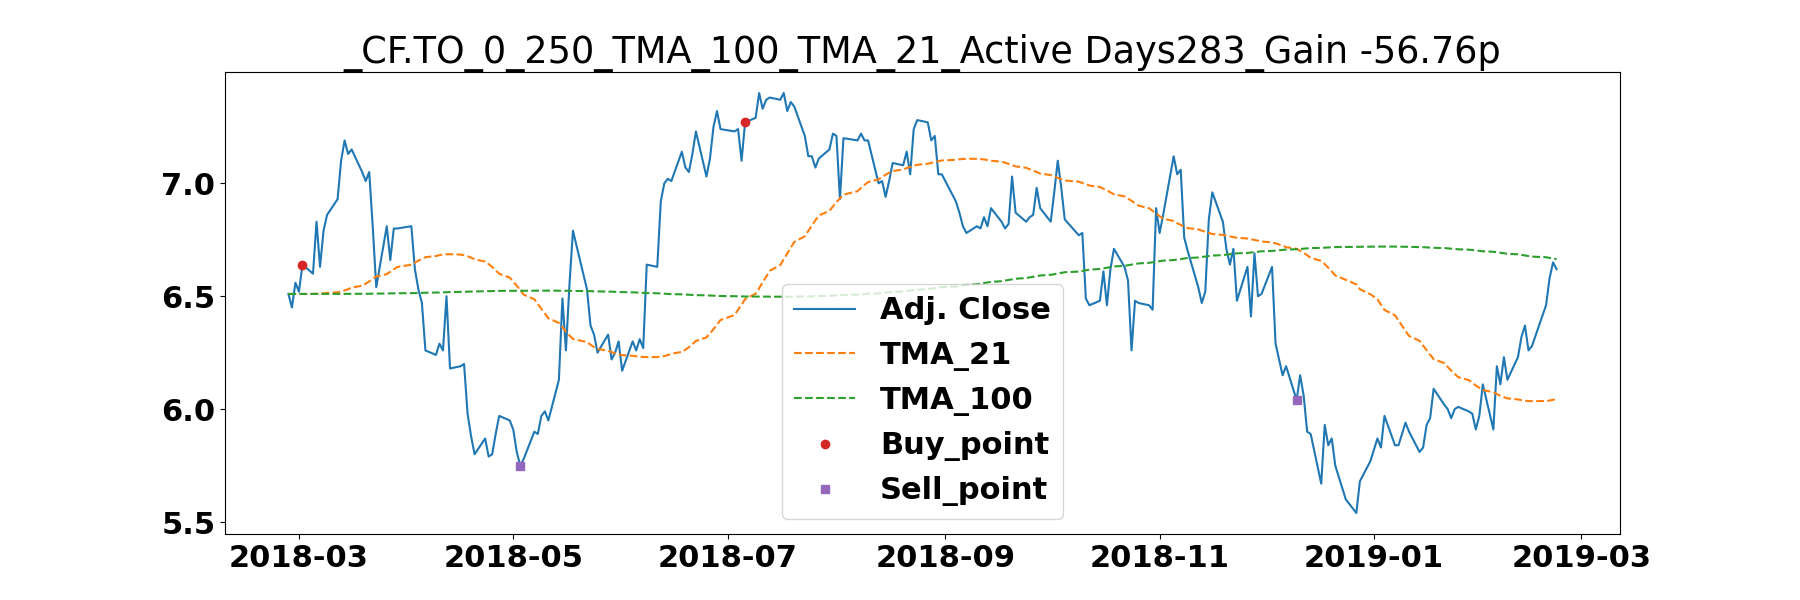 _CF.TO_0_250_TMA_100_TMA_21_Active Days283_Gain -56.76p
7.0
6.5
6.0
5.5
Adj. Close
TMA_21
TMA_100
Buy_point
Sell_point
2018-03 2018-05 2018-07 2018-09 2018-11 2019-01 2019-03